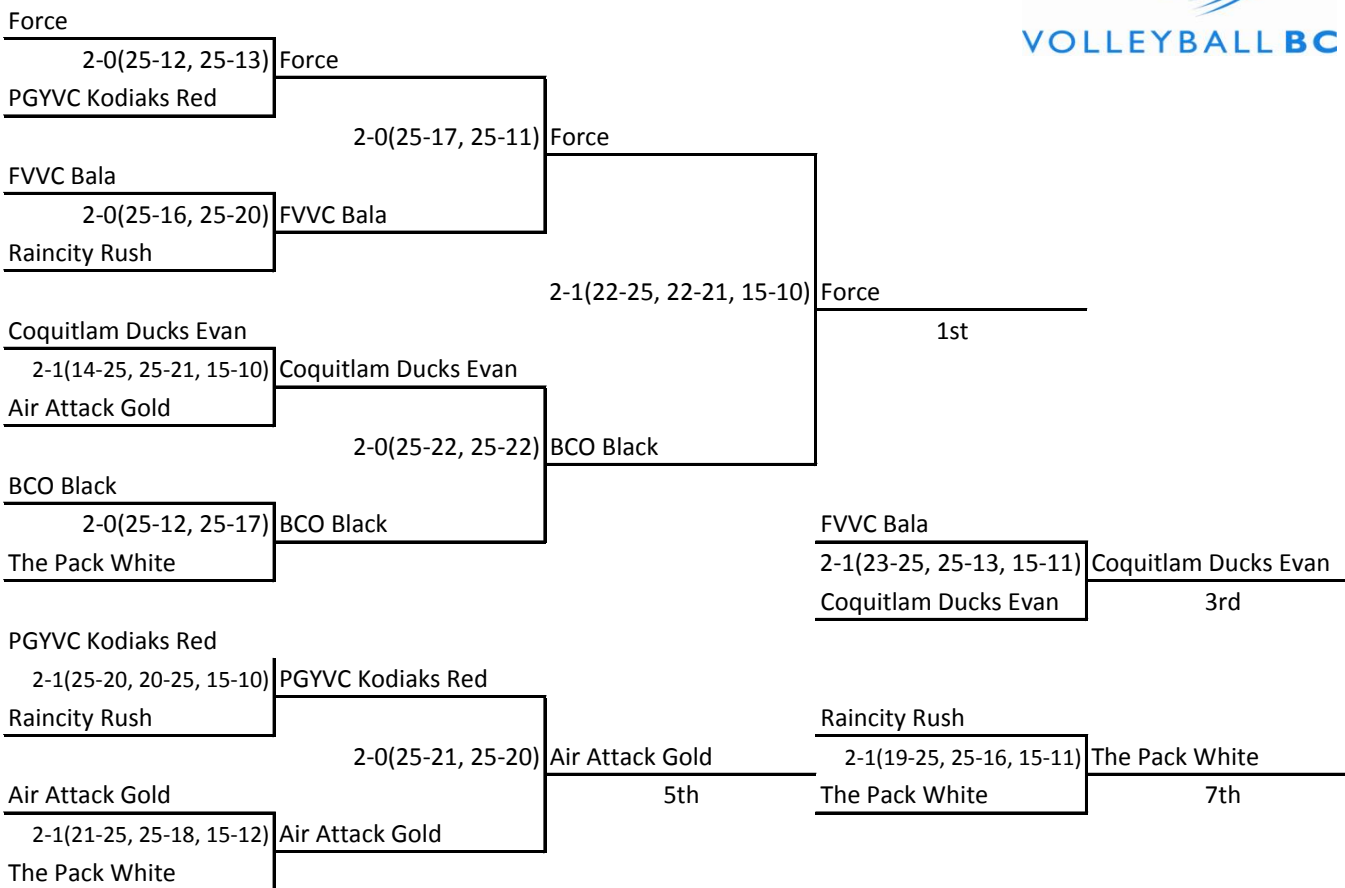 VOLLEYBALL BC
Force
2-0(25-12, 25-13) Force
PGYVC Kodiaks Red
2-0(25-17, 25-11) Force
FVVC Bala
2-0(25-16, 25-20) FVVC Bala
Raincity Rush
2-1(22-25, 22-21, 15-10) Force
Coquitlam Ducks Evan
1st
2-1(14-25, 25-21, 15-10) Coquitlam Ducks Evan
Air Attack Gold
2-0(25-22, 25-22) BCO Black
BCO Black
2-0(25-12, 25-17) BCO Black
FVVC Bala
The Pack White
2-1(23-25, 25-13, 15-11) Coquitlam Ducks Evan
Coquitlam Ducks Evan
3rd
PGYVC Kodiaks Red
2-1(25-20, 20-25, 15-10) PGYVC Kodiaks Red
Raincity Rush
Raincity Rush
2-0(25-21, 25-20) Air Attack Gold
2-1(19-25, 25-16, 15-11) The Pack White
Air Attack Gold
5th
The Pack White
7th
2-1(21-25, 25-18, 15-12) Air Attack Gold
The Pack White